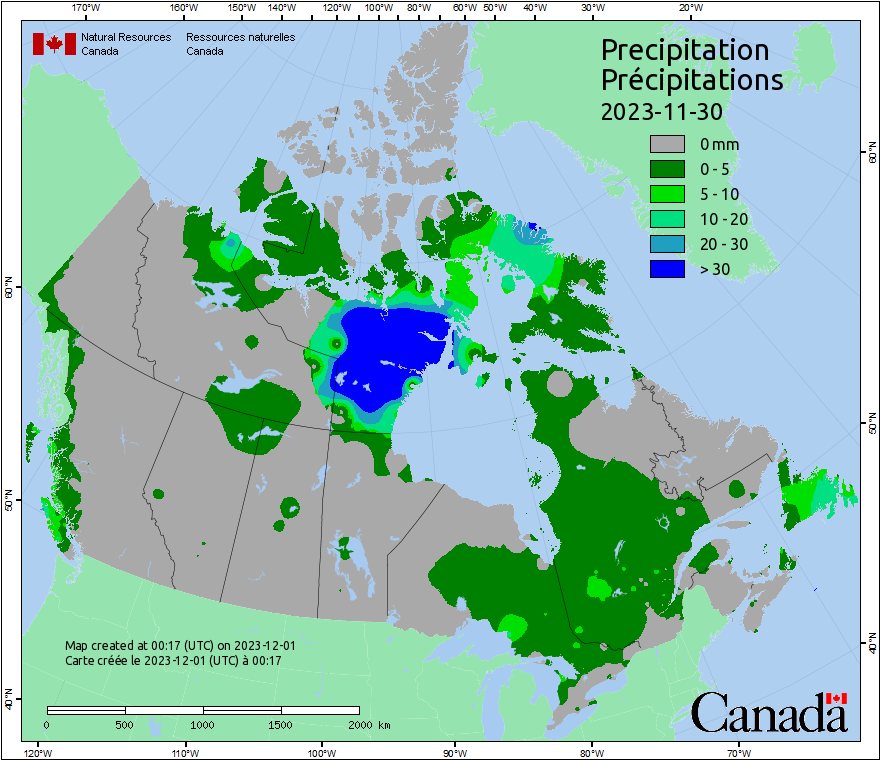 170°W 160°W 150°W 140°W 120°W 100°W 80°W 60°W 50°W 40°W 30°W 20°W
Natural Resources Ressources naturelles
Canada Canada
Precipitation
Précipitations
2023-11-30
0 mm
0 - 5
5 - 10
10 - 20
20 - 30
> 30
60°N
60°N
50°N
50°N
40°N
40°N
Map created at 00:17 (UTC) on 2023-12-01
Carte créée le 2023-12-01 (UTC) à 00:17
0 500 1000 1500 2000 km
Canada
120°W 110°W 100°W 90°W 80°W 70°W